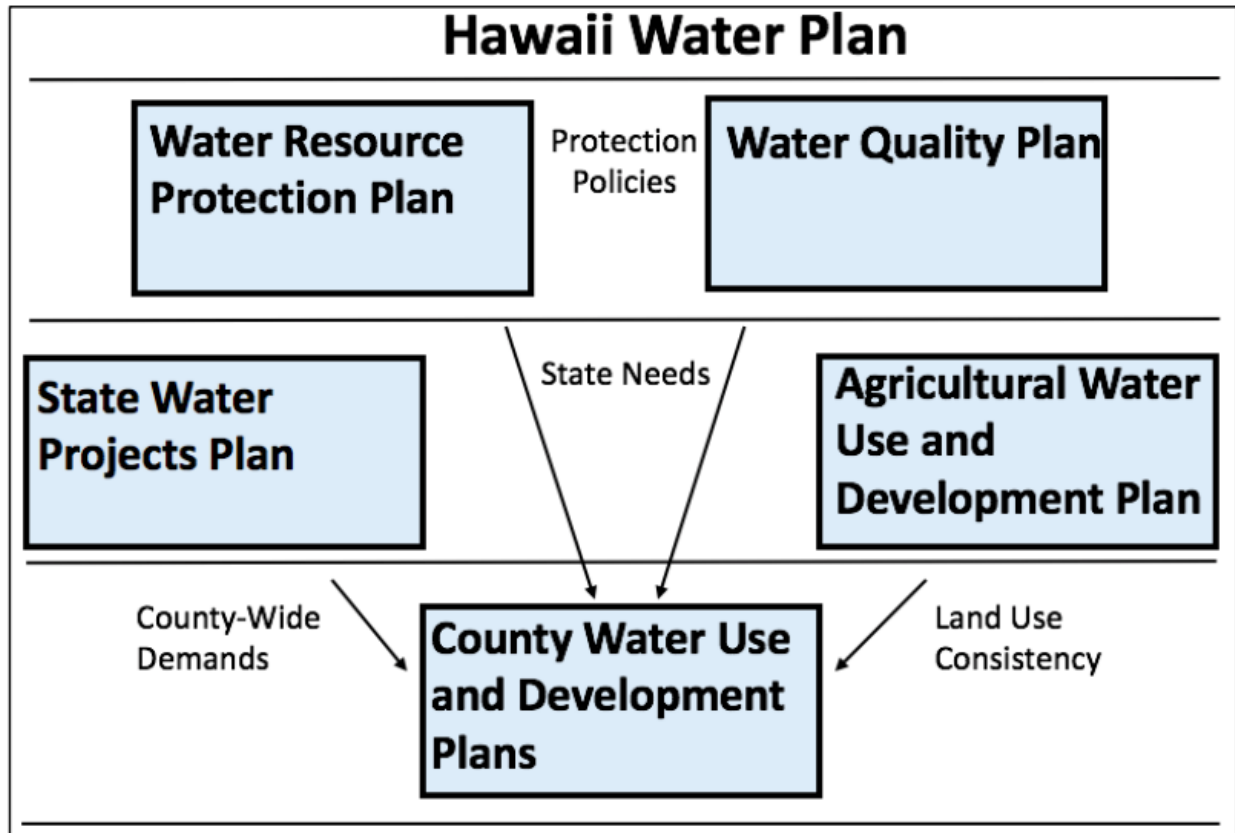 Hawaii Water Plan
Water Resource
Protection Plan
Protection
Policies
Water Quality Plan
State Water
Projects Plan
State Needs
Agricultural Water
Use and
Development Plan
County-Wide
Demands
County Water Use
and Development
Plans
Land Use
Consistency